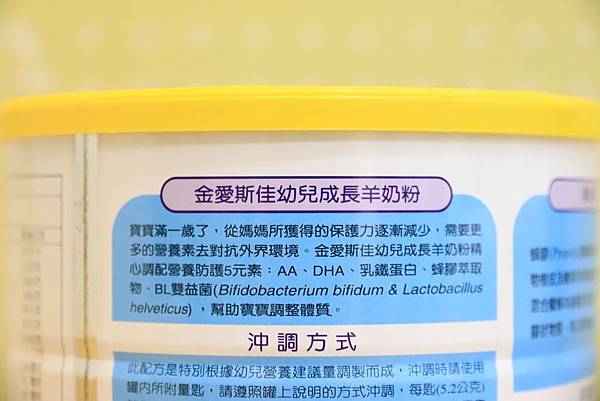 金愛斯佳幼兒成長羊奶粉
寶寶滿一歲了，從媽媽所獲得的保護力逐漸減少，需要更
多的營養素去對抗外界環境。金愛斯佳幼兒成長羊奶粉精
心調配營養防護5元素：AA、DHA、乳鐵蛋白、蜂膠萃取
物、BL雙益菌(Bifidobacterium bifidum & Lactobacillus
helveticus)，幫助寶寶調整體質。
沖調方式
此配方是特別根據幼兒營養建議量調製而成，沖調時請使用
罐內所附量匙，請遵照罐上說明的方式沖調，每匙(5.2公克)
蜂膠